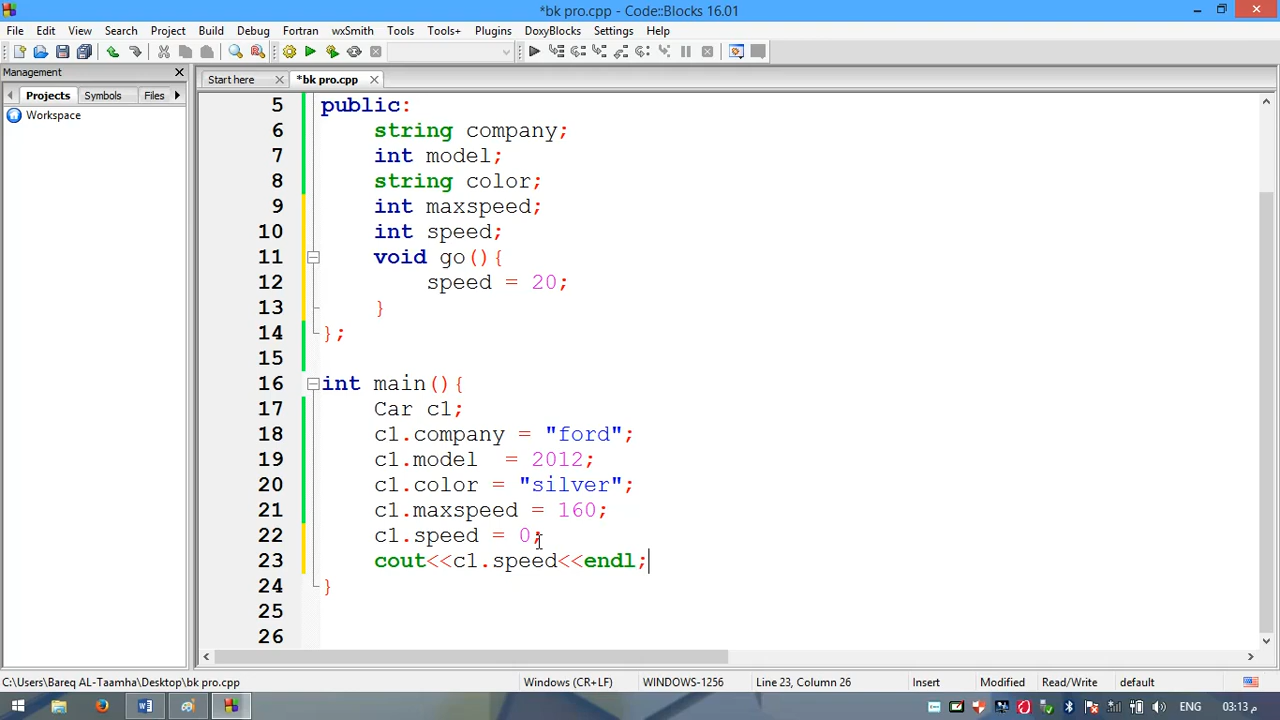 *bk pro.cpp - Code::Blocks 16.01
File Edit View Search Project Build Debug Fortran wxSmith Tools Tools+ Plugins DoxyBlocks Settings Help
Management
Projects Symbols Files
Workspace
Start here *bk pro.cpp
5 public:
6 string company;
7 int model;
8 string color;
9 int maxspeed;
10 int speed;
11 void go(){
12 speed = 20;
13 }
14 };
15
16 int main(){
17 Car c1;
18 c1.company = "ford";
19 c1.model  = 2012;
20 c1.color = "silver";
21 c1.maxspeed = 160;
22 c1.speed = 0;
23 cout<<c1.speed<<endl;
24 }
25
26
C:\Users\Bareq AL-Taamha\Desktop\bk pro.cpp Windows (CR+LF) WINDOWS-1256 Line 23, Column 26 Insert Modified Read/Write default
ENG 03:13 م